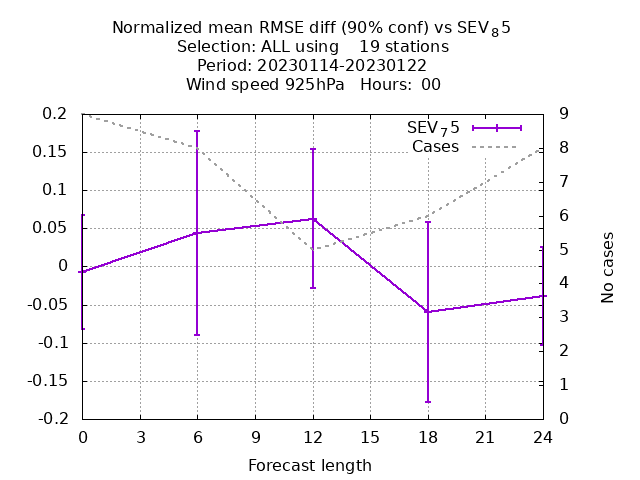 Normalized mean RMSE diff (90% conf) vs SEV₈5
Selection: ALL using    19 stations
Period: 20230114-20230122
Wind speed 925hPa   Hours:  00
SEV₇5
Cases
0.2
0.15
0.1
0.05
0
-0.05
-0.1
-0.15
-0.2
9
8
7
6
5
4
3
2
1
0
No cases
0 3 6 9 12 15 18 21 24
Forecast length